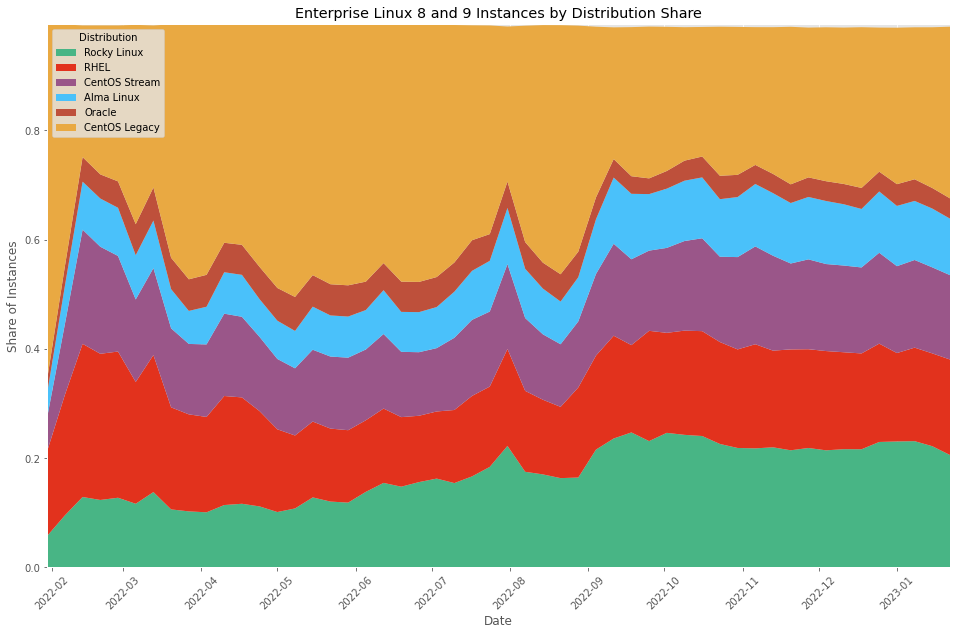 Enterprise Linux 8 and 9 Instances by Distribution Share
Distribution
Rocky Linux
RHEL
CentOS Stream
Alma Linux
Oracle
CentOS Legacy
Share of Instances
0.8
0.6
0.4
0.2
0.0
2022-02
2022-03
2022-04
2022-05
2022-06
2022-07
2022-08
2022-09
2022-10
2022-11
2022-12
2023-01
Date